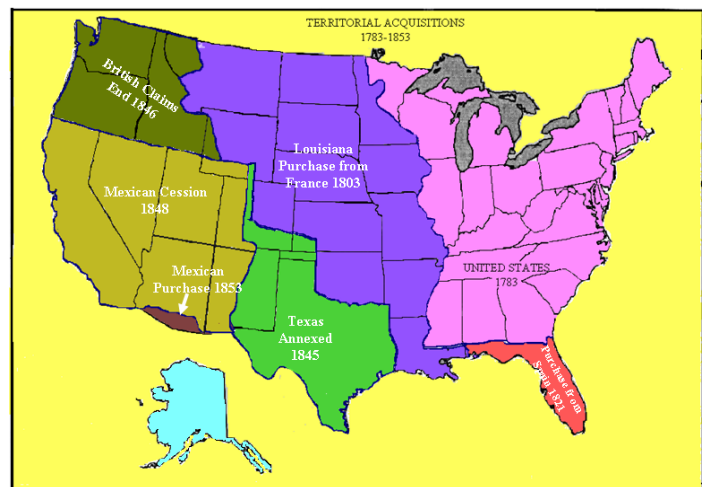 TERRITORIAL ACQUISITIONS
1783-1853
British Claims
End 1846
Louisiana
Purchase from
France 1803
Mexican Cession
1848
UNITED STATES
1783
Mexican
Purchase 1853
Texas
Annexed
1845
Purchase from
Spain 1821